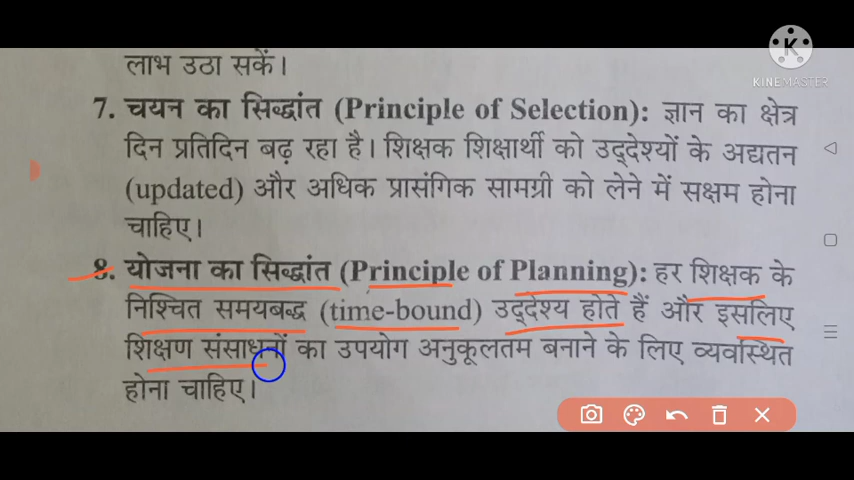 लाभ उठा सकें।
K
KINEMASTER
7. चयन का सिद्धांत (Principle of Selection): ज्ञान का क्षेत्र
दिन प्रतिदिन बढ़ रहा है। शिक्षक शिक्षार्थी को उद्देश्यों के अद्यतन
(updated) और अधिक प्रासंगिक सामग्री को लेने में सक्षम होना
चाहिए।
8. योजना का सिद्धांत (Principle of Planning): हर शिक्षक के
निश्चित समयबद्ध (time-bound) उद्देश्य होते हैं और इसलिए
शिक्षण संसाधनों का उपयोग अनुकूलतम बनाने के लिए व्यवस्थित
होना चाहिए।